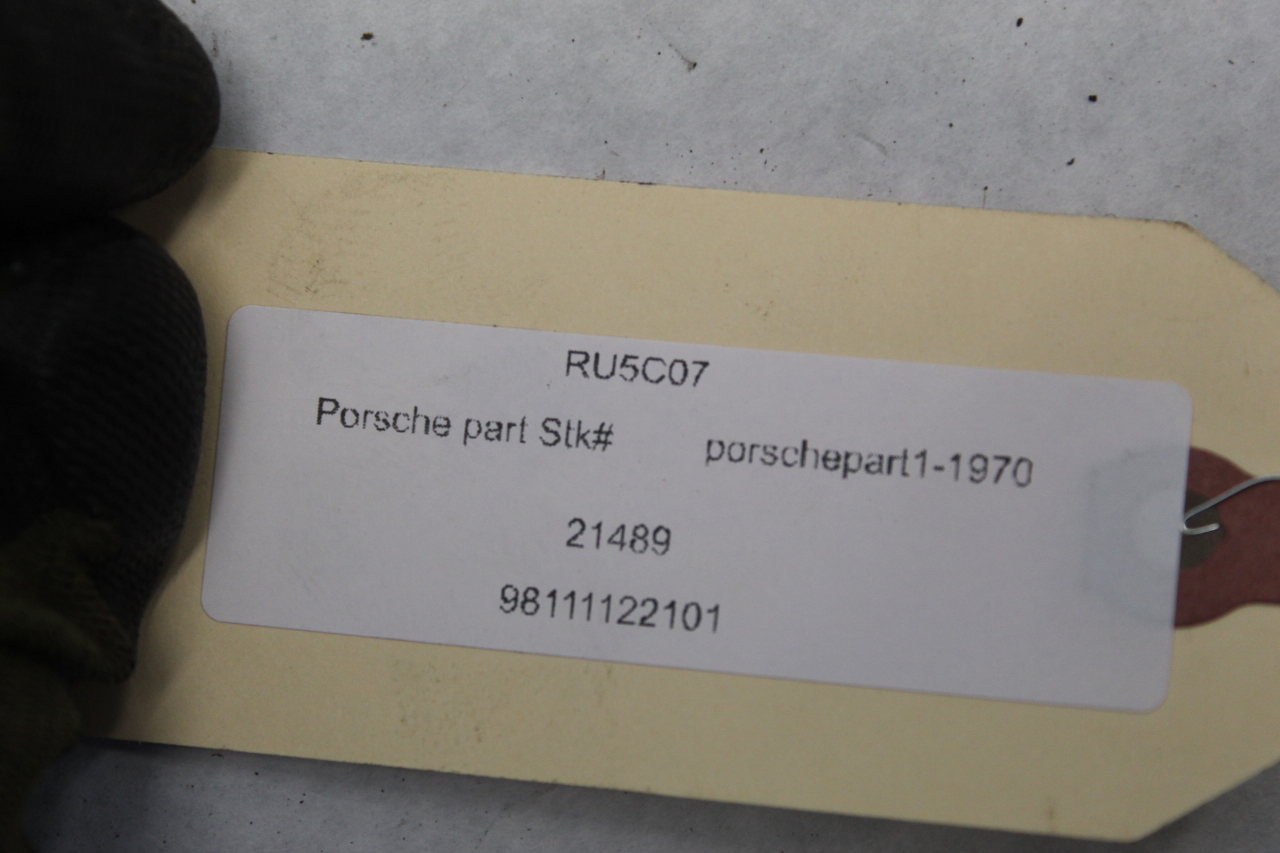 RU5C07
Porsche part Stk# porschepart1-1970
21489
98111122101